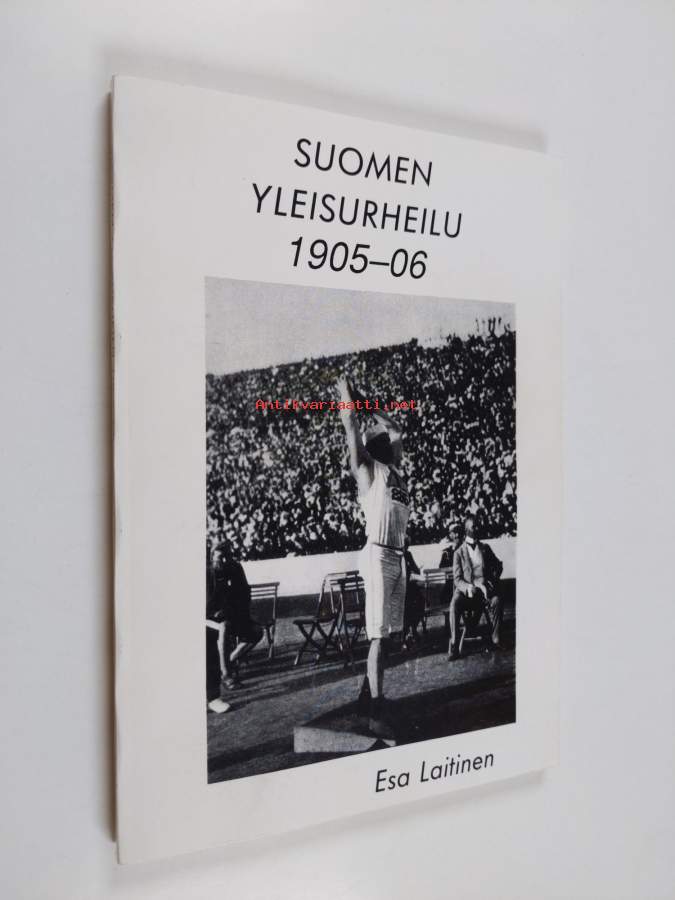 SUOMEN
YLEISURHEILU
1905–06
Antikvariaatti.net
Esa Laitinen